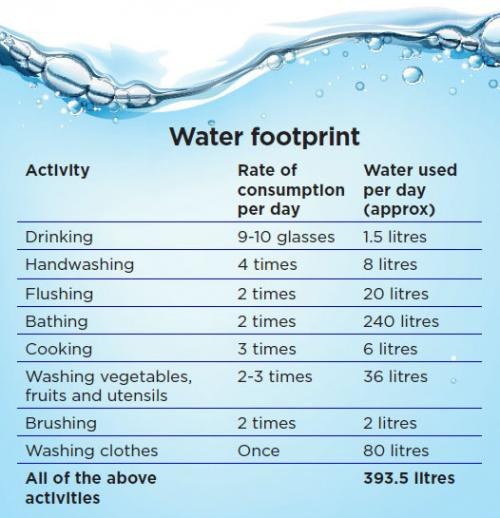 Water footprint
Activity Rate of consumption per day Water used per day (approx)
Drinking 9-10 glasses 1.5 litres
Handwashing 4 times 8 litres
Flushing 2 times 20 litres
Bathing 2 times 240 litres
Cooking 3 times 6 litres
Washing vegetables, fruits and utensils 2-3 times 36 litres
Brushing 2 times 2 litres
Washing clothes Once 80 litres
All of the above activities 393.5 litres